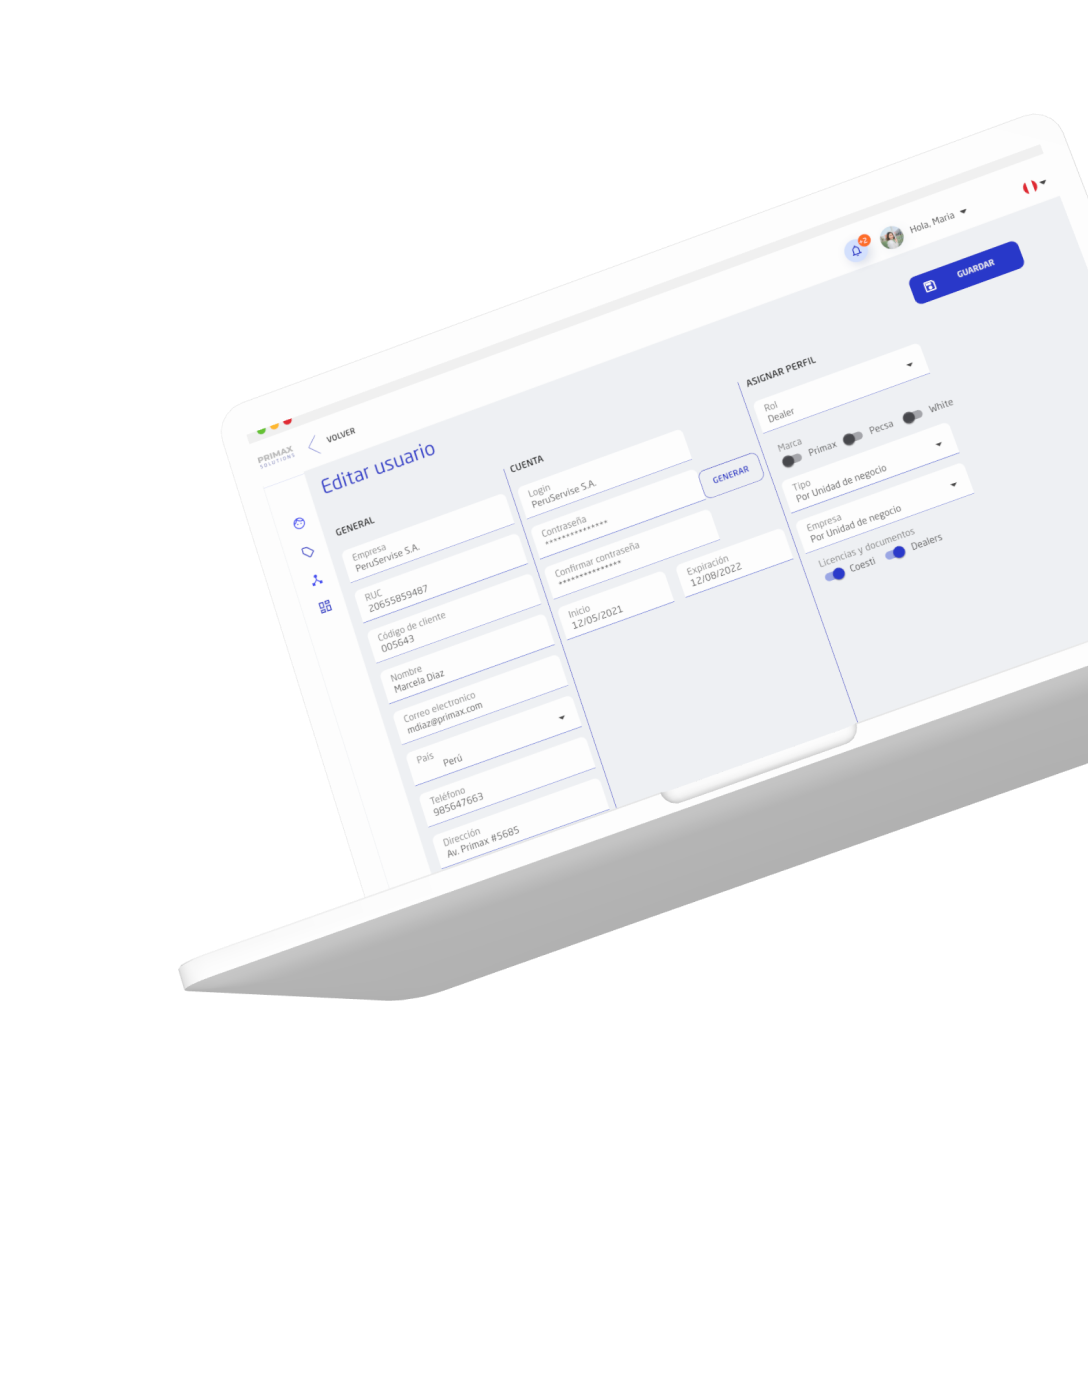 PRIMAX
SOLUTIONS
VOLVER
+2
Hola, Maria
Editar usuario
GUARDAR
GENERAL
Empresa
PeruServise S.A.
RUC
20655859487
Código de cliente
005643
Nombre
Marcela Diaz
Correo electronico
mdiaz@primax.com
País
Perú
Teléfono
985647663
Dirección
Av. Primax #5685
CUENTA
Login
PeruServise S.A.
Contraseña
***************
GENERAR
Confirmar contraseña
***************
Inicio
12/05/2021
Expiración
12/08/2022
ASIGNAR PERFIL
Rol
Dealer
Marca
Primax
Pecsa
White
Tipo
Por Unidad de negocio
Empresa
Por Unidad de negocio
Licencias y documentos
Coesti
Dealers